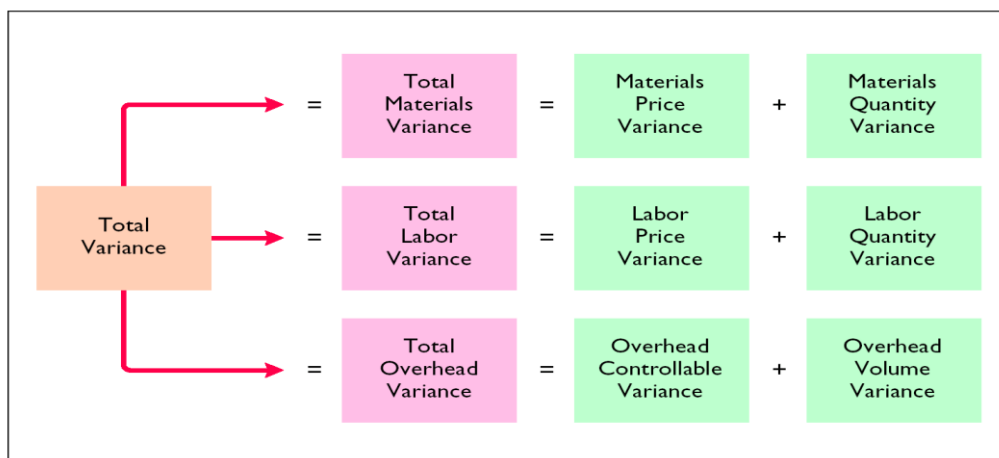 Total
Materials
Variance
Materials
Price
Variance
Materials
Quantity
Variance
=
=
+
Total
Variance
Total
Labor
Variance
Labor
Price
Variance
Labor
Quantity
Variance
=
=
+
Total
Overhead
Variance
Overhead
Controllable
Variance
Overhead
Volume
Variance
=
=
+